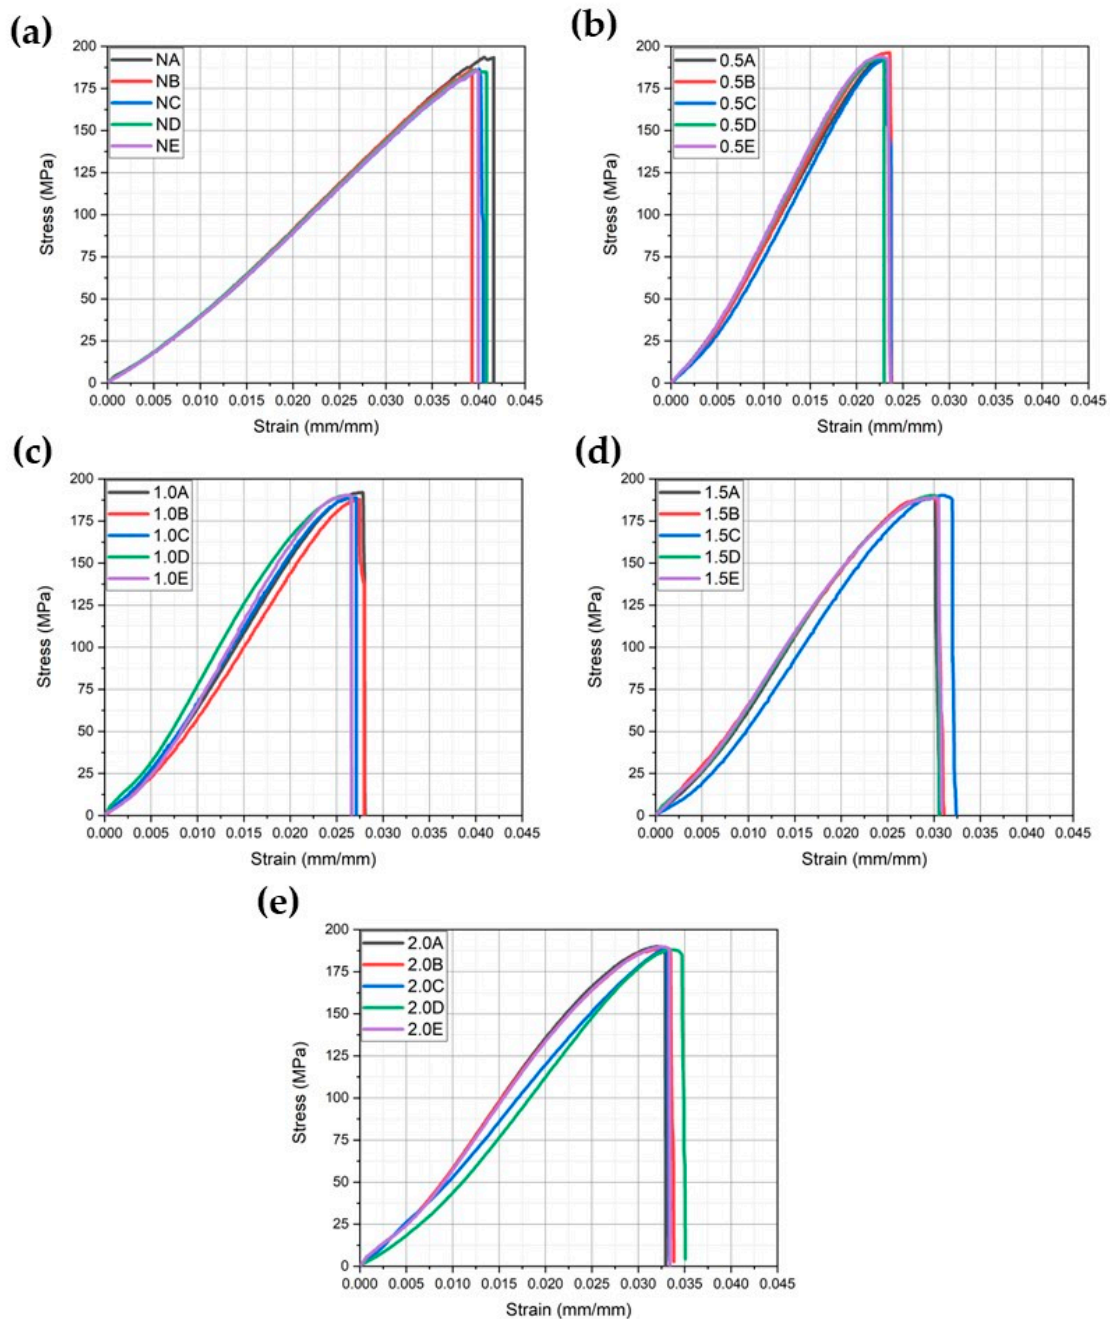 (a)
200
175
150
125
100
75
50
25
0
Stress (MPa)
NA
NB
NC
ND
NE
0.000 0.005 0.010 0.015 0.020 0.025 0.030 0.035 0.040 0.045
Strain (mm/mm)
(b)
200
175
150
125
100
75
50
25
0
Stress (MPa)
0.5A
0.5B
0.5C
0.5D
0.5E
0.000 0.005 0.010 0.015 0.020 0.025 0.030 0.035 0.040 0.045
Strain (mm/mm)
(c)
200
175
150
125
100
75
50
25
0
Stress (MPa)
1.0A
1.0B
1.0C
1.0D
1.0E
0.000 0.005 0.010 0.015 0.020 0.025 0.030 0.035 0.040 0.045
Strain (mm/mm)
(d)
200
175
150
125
100
75
50
25
0
Stress (MPa)
1.5A
1.5B
1.5C
1.5D
1.5E
0.000 0.005 0.010 0.015 0.020 0.025 0.030 0.035 0.040 0.045
Strain (mm/mm)
(e)
200
175
150
125
100
75
50
25
0
Stress (MPa)
2.0A
2.0B
2.0C
2.0D
2.0E
0.000 0.005 0.010 0.015 0.020 0.025 0.030 0.035 0.040 0.045
Strain (mm/mm)